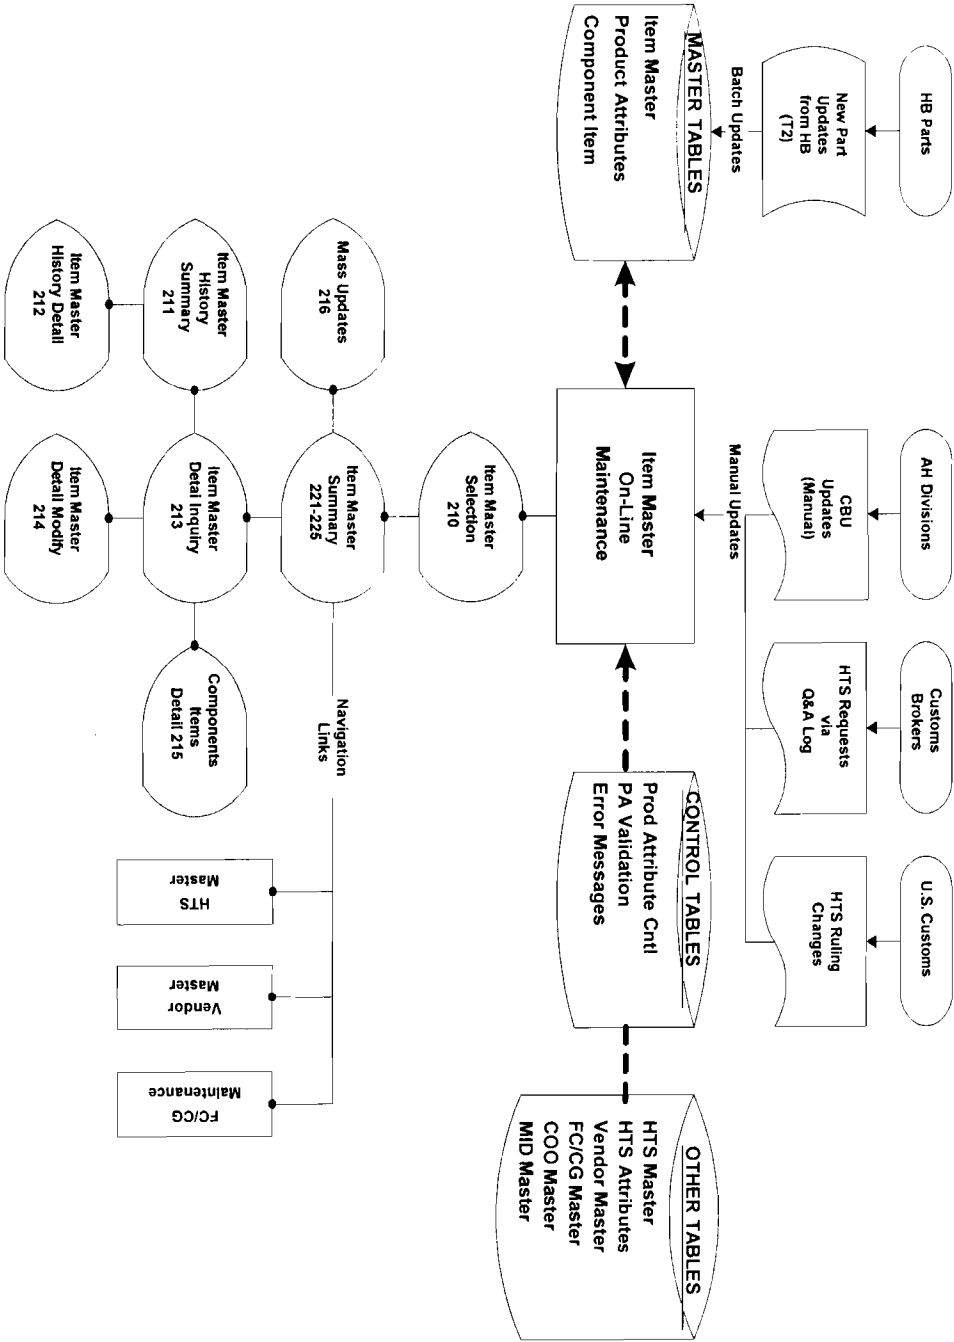 HB Parts
AH Divisions
Customs
Brokers
U.S. Customs
New Part
Updates
from HB
(T2)
CBU
Updates
(Manual)
HTS Requests
via
Q&A Log
HTS Ruling
Changes
Batch Updates
Manual Updates
MASTER TABLES
Item Master
Product Attributes
Component Item
Item Master
On-Line
Maintenance
CONTROL TABLES
Prod Attribute Cntl
PA Validation
Error Messages
OTHER TABLES
HTS Master
HTS Attributes
Vendor Master
FC/CG Master
COO Master
MID Master
Item Master
Selection
210
Mass Updates
216
Item Master
Summary
221-225
Navigation
Links
Item Master
History
Summary
211
Item Master
Detai Inquiry
213
Components
Items
Detail 215
HTS
Master
Vendor
Master
FC/CG
Maintenance
Item Master
History Detail
212
Item Master
Detail Modify
214